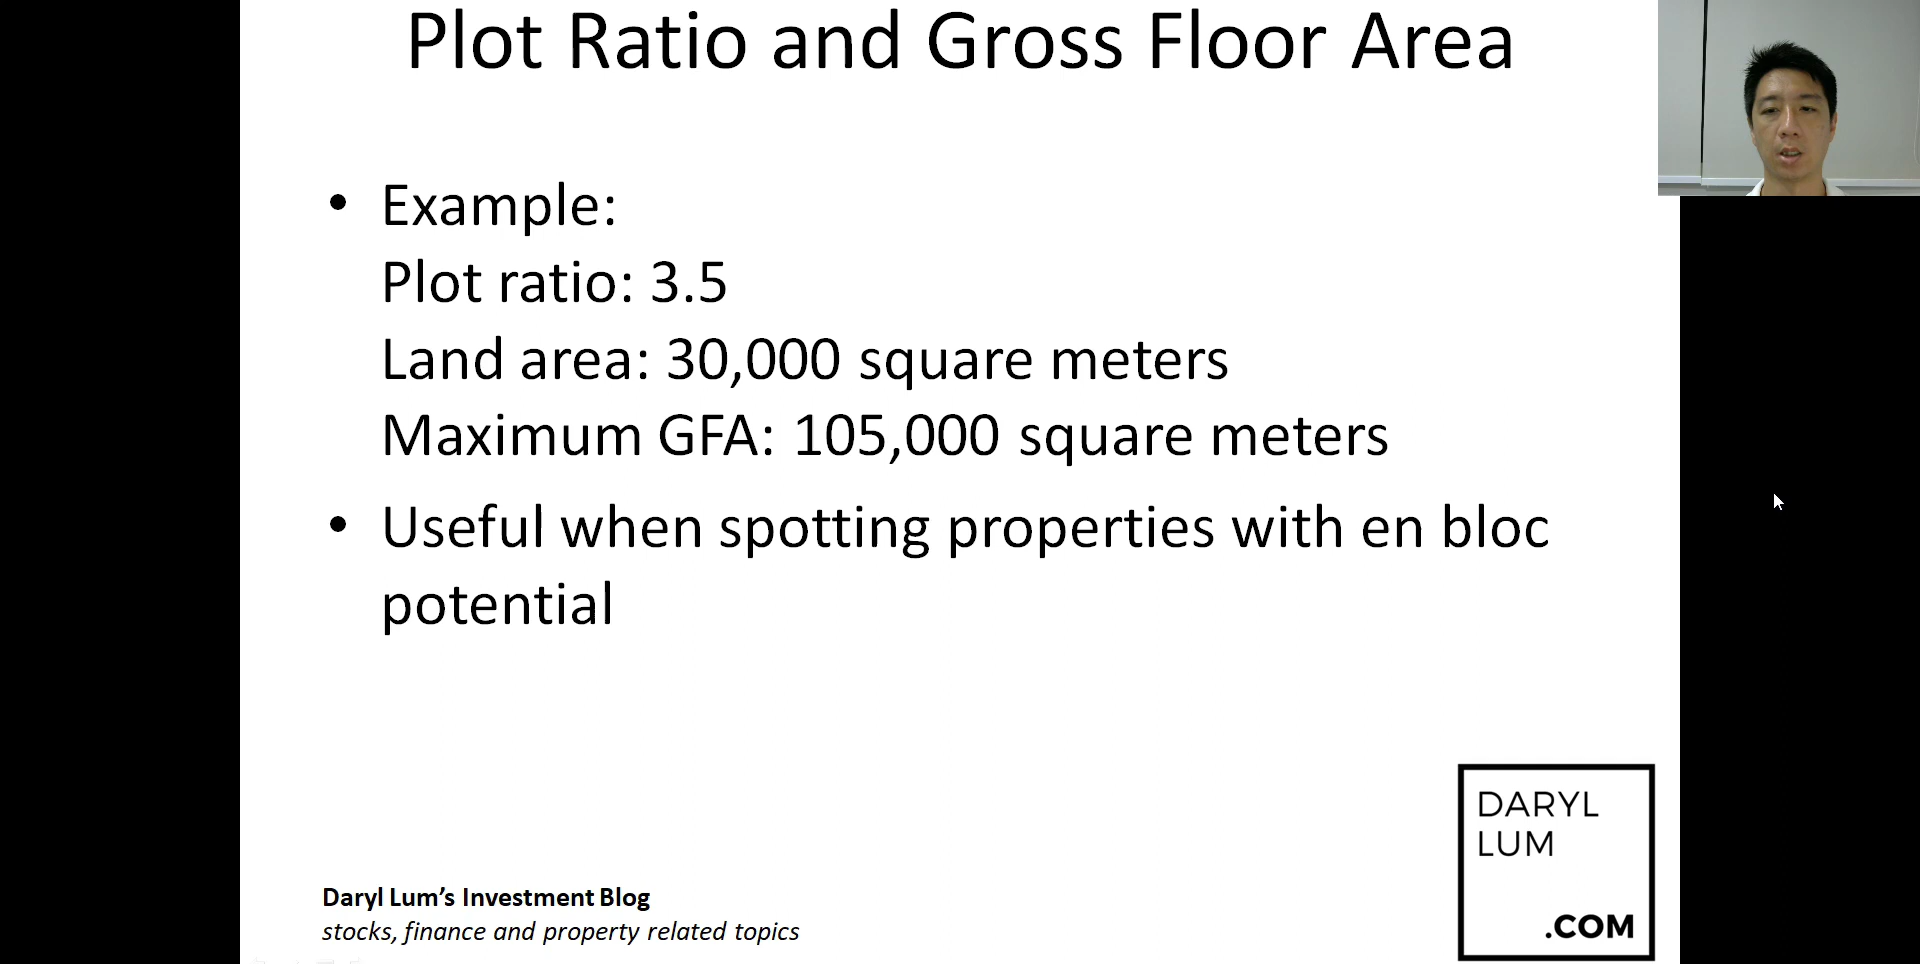 Plot Ratio and Gross Floor Area
• Example:
Plot ratio: 3.5
Land area: 30,000 square meters
Maximum GFA: 105,000 square meters
• Useful when spotting properties with en bloc
potential
DARYL
LUM
.COM
Daryl Lum’s Investment Blog
stocks, finance and property related topics